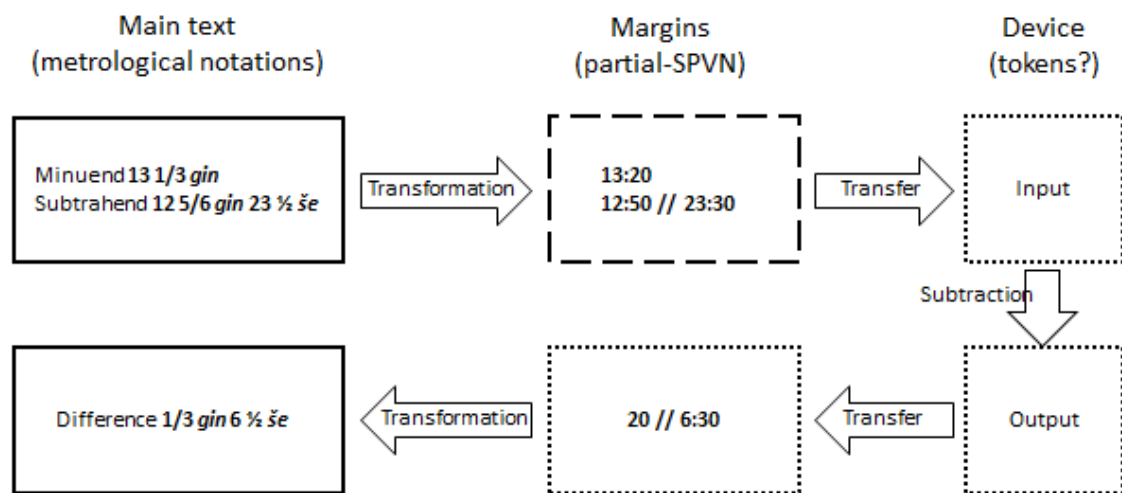 Main text
(metrological notations)
Margins
(partial-SPVN)
Device
(tokens?)
Minuend 13 1/3 gin
Subtrahend 12 5/6 gin 23 ½ še
Transformation
13:20
12:50 // 23:30
Transfer
Input
Subtraction
Difference 1/3 gin 6 ½ še
Transformation
20 // 6:30
Transfer
Output